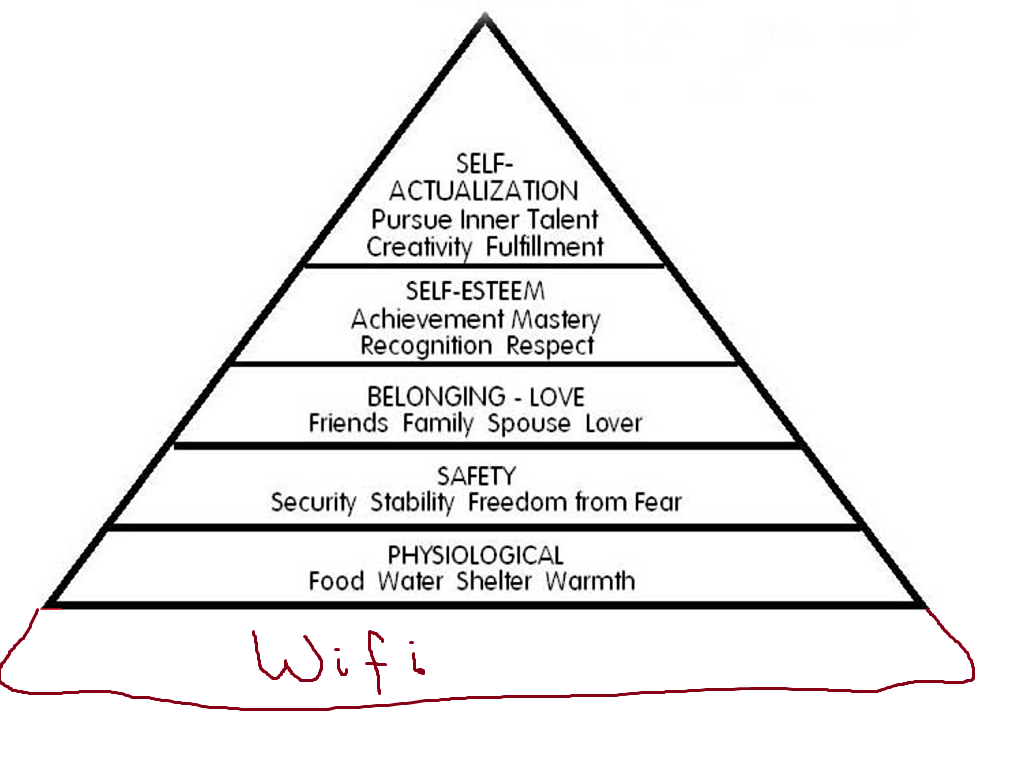 SELF-
ACTUALIZATION
Pursue Inner Talent
Creativity Fulfillment
SELF-ESTEEM
Achievement Mastery
Recognition Respect
BELONGING - LOVE
Friends Family Spouse Lover
SAFETY
Security Stability Freedom from Fear
PHYSIOLOGICAL
Food Water Shelter Warmth
Wifi